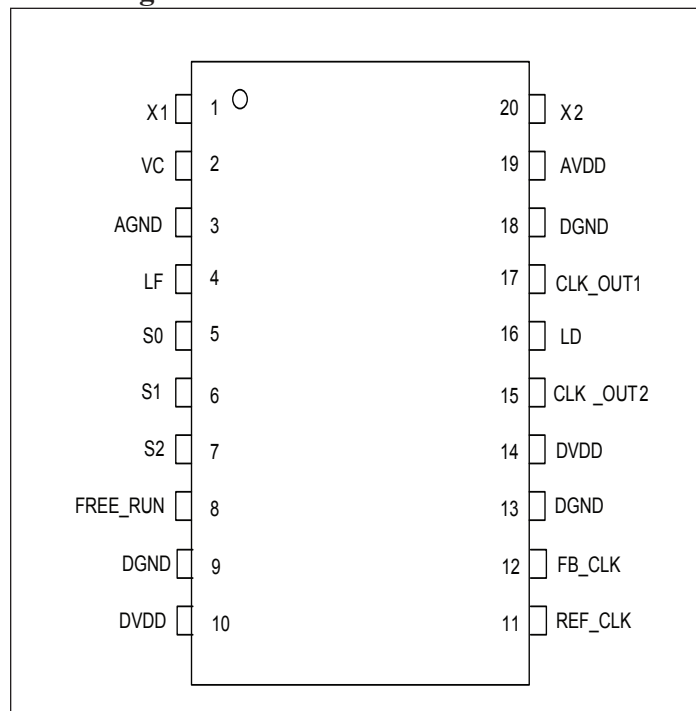 X1 1 20 X2
VC 2 19 AVDD
AGND 3 18 DGND
LF 4 17 CLK_OUT1
S0 5 16 LD
S1 6 15 CLK _OUT2
S2 7 14 DVDD
FREE_RUN 8 13 DGND
DGND 9 12 FB_CLK
DVDD 10 11 REF_CLK